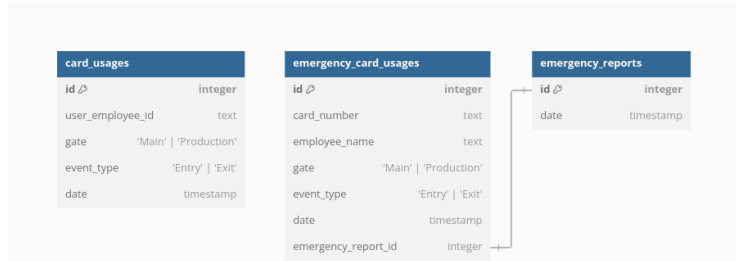 card_usages
id integer
user_employee_id text
gate 'Main' | 'Production'
event_type 'Entry' | 'Exit'
date timestamp
emergency_card_usages
id integer
card_number text
employee_name text
gate 'Main' | 'Production'
event_type 'Entry' | 'Exit'
date timestamp
emergency_report_id integer
emergency_reports
id integer
date timestamp